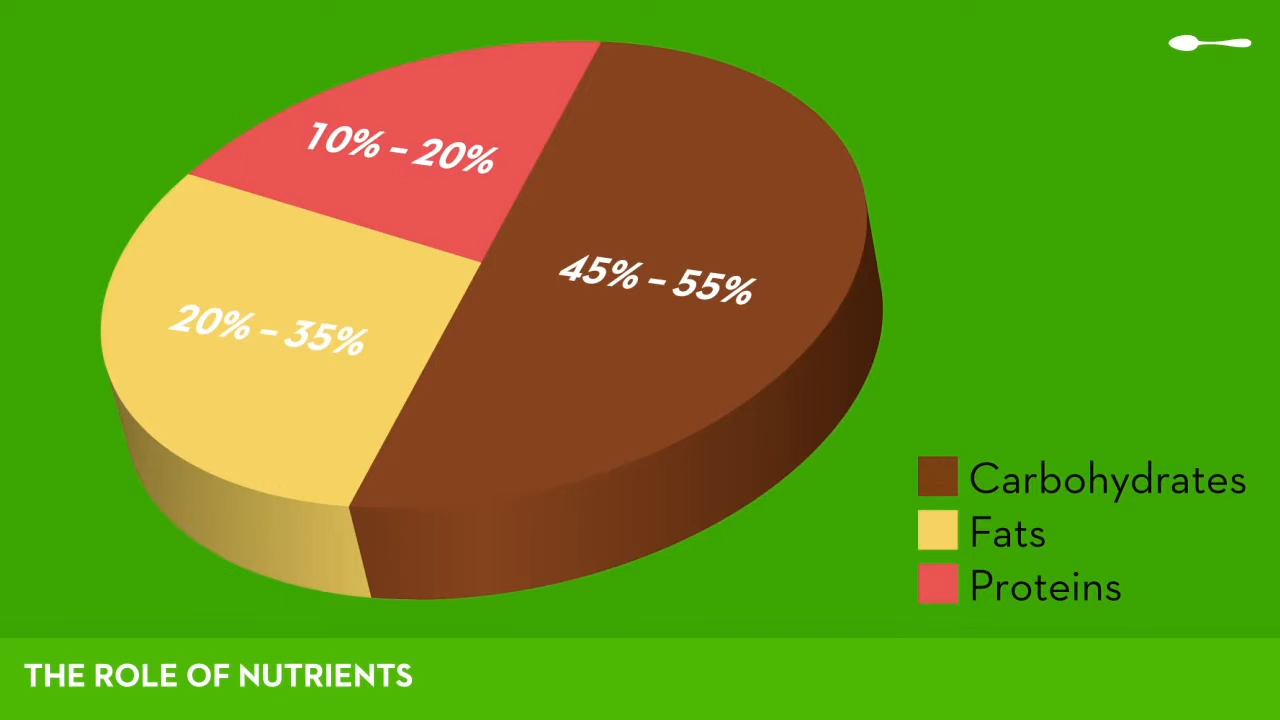 10% – 20%
45% – 55%
20% – 35%
Carbohydrates
Fats
Proteins
THE ROLE OF NUTRIENTS